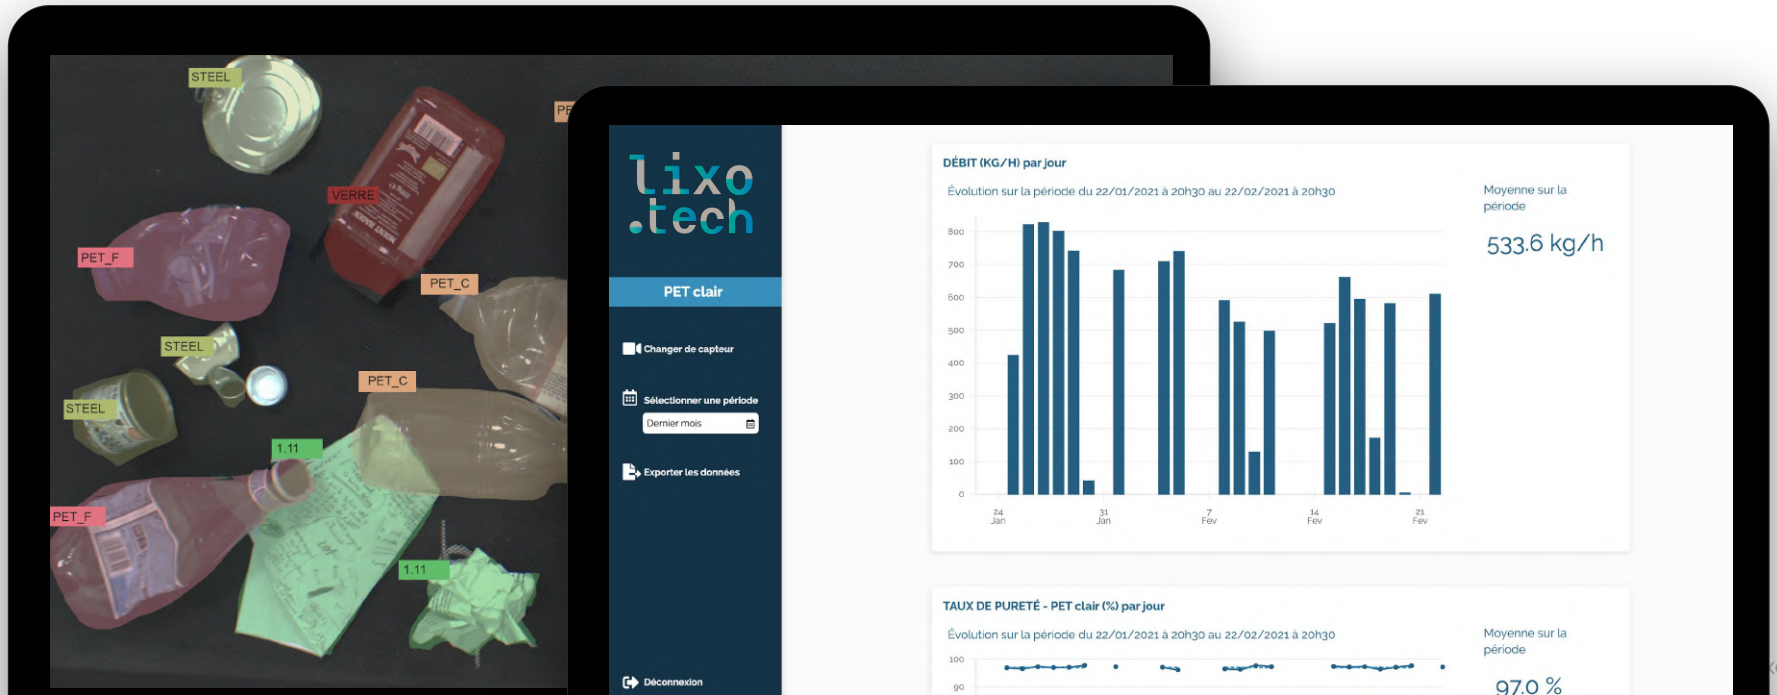 STEEL
PE
VERRE
PET_F
PET_C
STEEL
PET_C
STEEL
1.11
PET_F
1.11
lixo
.tech
PET clair
Changer de capteur
Sélectionner une période
Dernier mois
Exporter les données
Déconnexion
DÉBIT (KG/H) par jour
Évolution sur la période du 22/01/2021 à 20h30 au 22/02/2021 à 20h30
Moyenne sur la
période
533.6 kg/h
800
700
600
500
400
300
200
100
0
24 31 7 14 21
Jan Jan Fev Fev Fev
TAUX DE PURETÉ - PET clair (%) par jour
Évolution sur la période du 22/01/2021 à 20h30 au 22/02/2021 à 20h30
Moyenne sur la
période
97.0 %
100
90